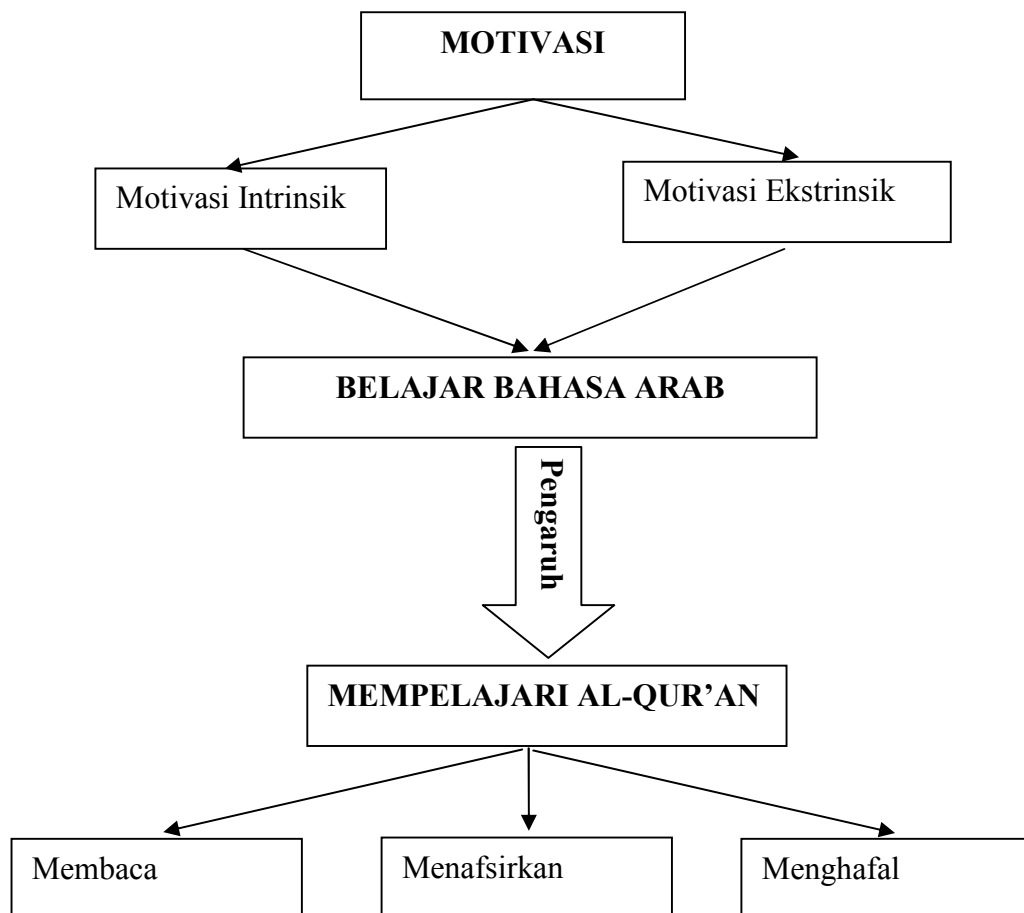 MOTIVASI
Motivasi Intrinsik
Motivasi Ekstrinsik
BELAJAR BAHASA ARAB
Pengaruh
MEMPELAJARI AL-QUR’AN
Membaca
Menafsirkan
Menghafal